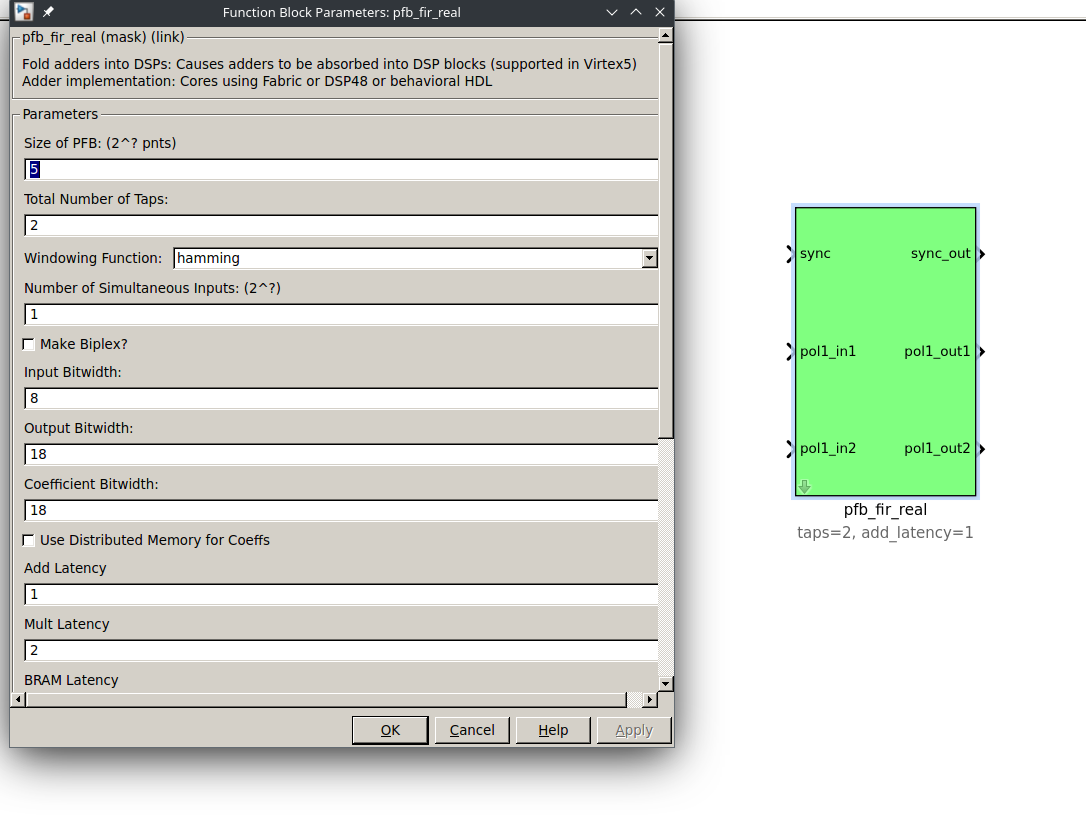 Function Block Parameters: pfb_fir_real
pfb_fir_real (mask) (link)
Fold adders into DSPs: Causes adders to be absorbed into DSP blocks (supported in Virtex5)
Adder implementation: Cores using Fabric or DSP48 or behavioral HDL
Parameters
Size of PFB: (2^? pnts)
5
Total Number of Taps:
2
Windowing Function: hamming
Number of Simultaneous Inputs: (2^?)
1
Make Biplex?
Input Bitwidth:
8
Output Bitwidth:
18
Coefficient Bitwidth:
18
Use Distributed Memory for Coeffs
Add Latency
1
Mult Latency
2
BRAM Latency
OK Cancel Help Apply
sync sync_out
pol1_in1 pol1_out1
pol1_in2 pol1_out2
pfb_fir_real
taps=2, add_latency=1